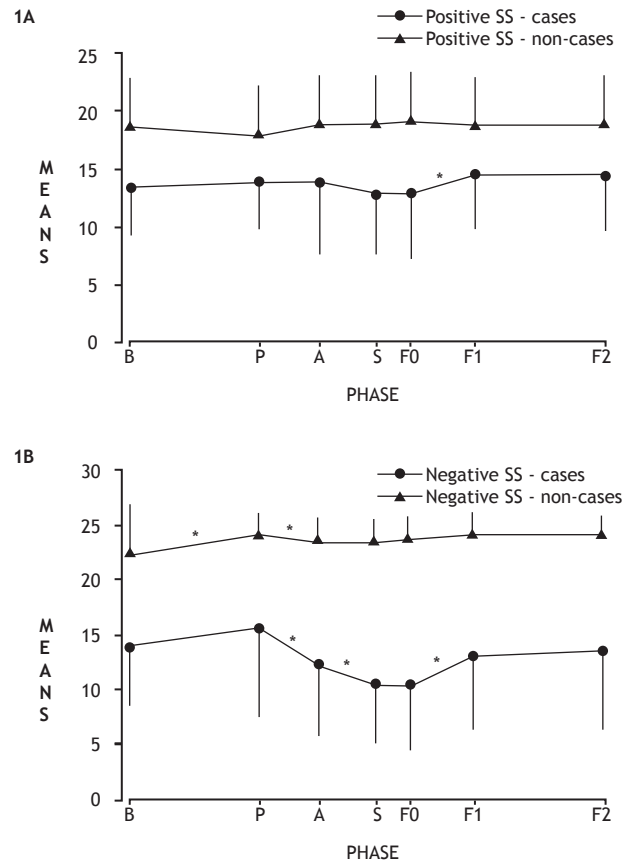 1A
Positive SS - cases
Positive SS - non-cases
25
20
15
10
5
0
M
E
A
N
S
*
B P A S F0 F1 F2
PHASE
1B
Negative SS - cases
Negative SS - non-cases
30
25
20
15
10
5
0
M
E
A
N
S
* *
* * *
B P A S F0 F1 F2
PHASE